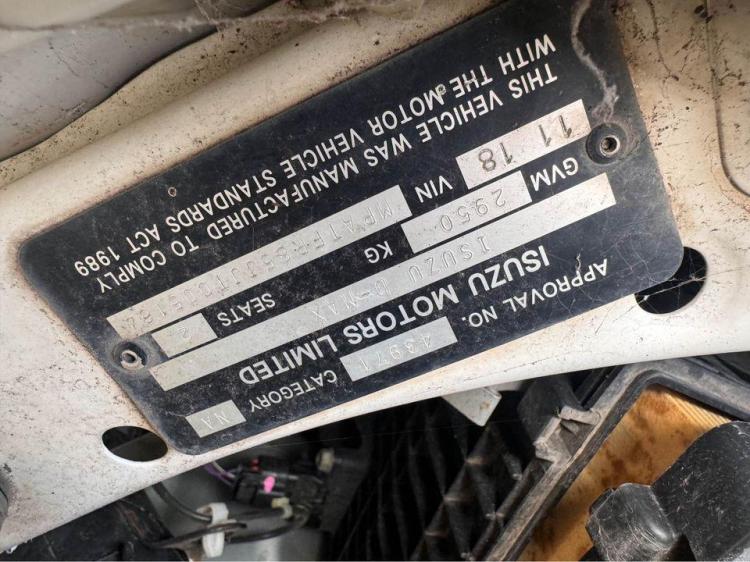 APPROVAL NO. 43971 CATEGORY NA
ISUZU MOTORS LIMITED
ISUZU D-MAX
GVM 2950 KG SEATS 2
11 18 VIN
THIS VEHICLE WAS MANUFACTURED TO COMPLY
WITH THE MOTOR VEHICLE STANDARDS ACT 1989